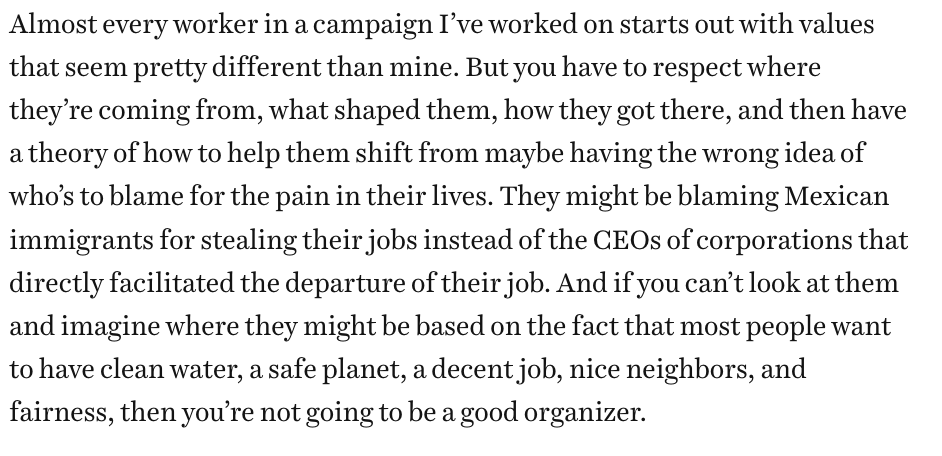 Almost every worker in a campaign I’ve worked on starts out with values
that seem pretty different than mine. But you have to respect where
they’re coming from, what shaped them, how they got there, and then have
a theory of how to help them shift from maybe having the wrong idea of
who’s to blame for the pain in their lives. They might be blaming Mexican
immigrants for stealing their jobs instead of the CEOs of corporations that
directly facilitated the departure of their job. And if you can’t look at them
and imagine where they might be based on the fact that most people want
to have clean water, a safe planet, a decent job, nice neighbors, and
fairness, then you’re not going to be a good organizer.